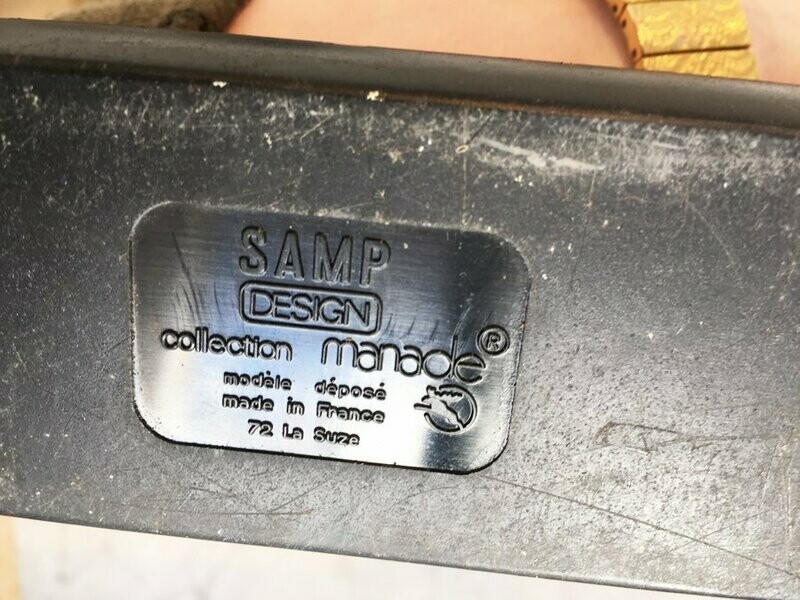 SAMP
DESIGN
collection manade®
modèle déposé
made in France
72 La Suze